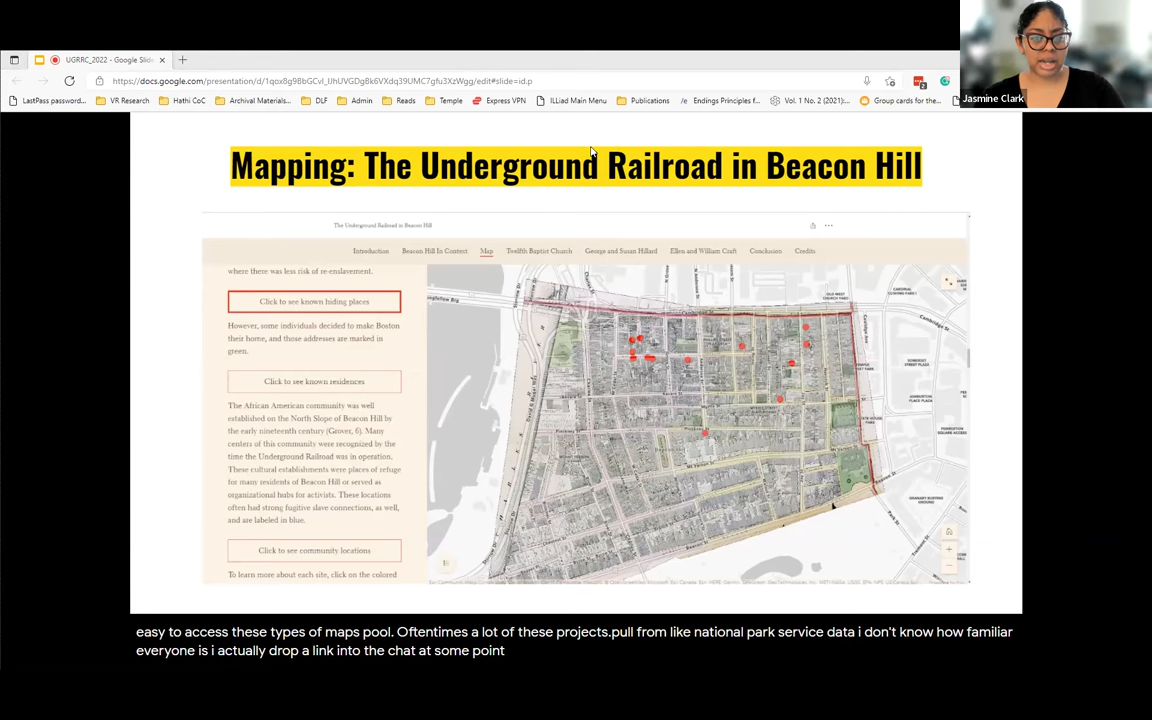 UGRRC_2022 - Google Slid
https://docs.google.com/presentation/d/1qox8g9BbGCvl_IJhUVGDgBk6VXdq39UMC7gfu3XzWgg/edit#slide=id.p
LastPass password...
VR Research
Hathi CoC
Archival Materials...
DLF
Admin
Reads
Temple
Express VPN
ILLiad Main Menu
Publications
Endings Principles f...
Vol. 1 No. 2 (2021):...
Group cards for the...
Jasmine Clark
Mapping: The Underground Railroad in Beacon Hill
The Underground Railroad in Beacon Hill
Introduction
Beacon Hill In Context
Map
Twelfth Baptist Church
George and Susan Hillard
Ellen and William Craft
Conclusion
Credits
where there was less risk of re-enslavement.
Click to see known hiding places
However, some individuals decided to make Boston
their home, and those addresses are marked in
green.
Click to see known residences
The African American community was well
established on the North Slope of Beacon Hill by
the early nineteenth century (Grover, 6). Many
centers of this community were recognized by the
time the Underground Railroad was in operation.
These cultural establishments were places of refuge
for many residents of Beacon Hill or served as
organizational hubs for activists. These locations
often had strong fugitive slave connections, as well,
and are labeled in blue.
Click to see community locations
To learn more about each site, click on the colored
Cambridge St
Beacon St
Park St
easy to access these types of maps pool. Oftentimes a lot of these projects.pull from like national park service data i don't know how familiar
everyone is i actually drop a link into the chat at some point